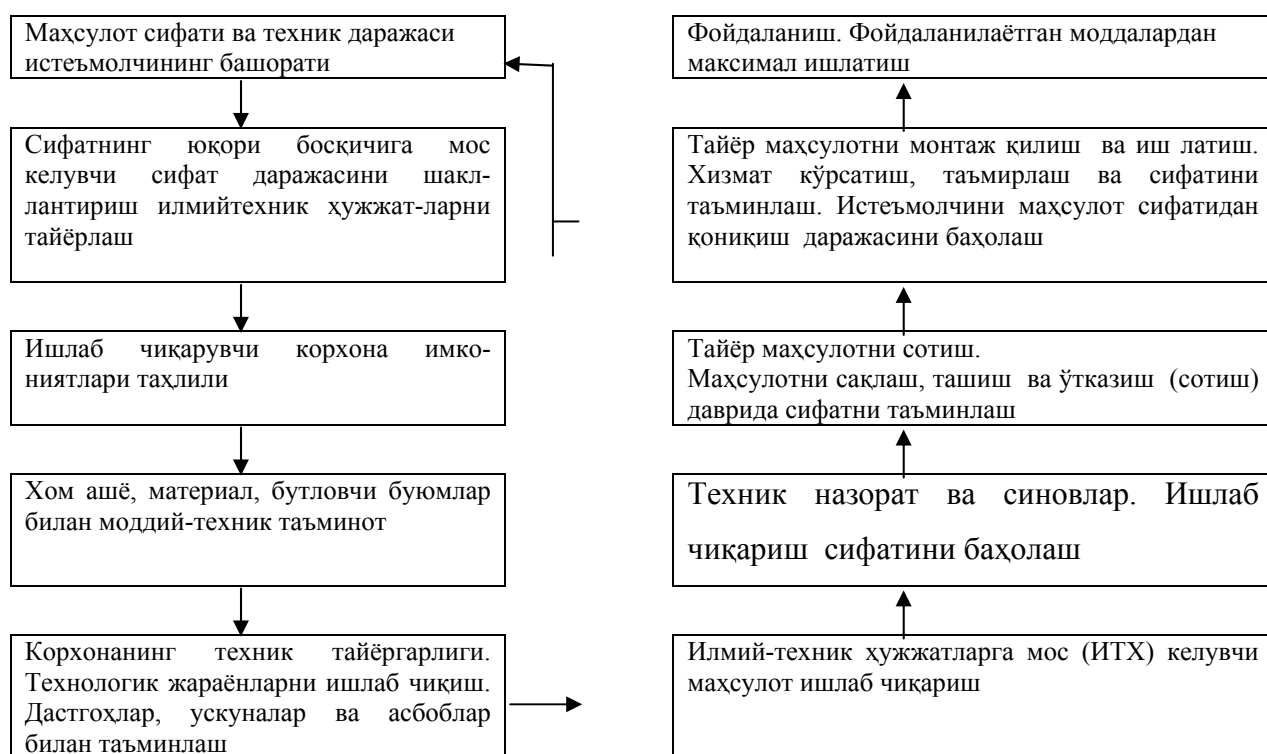 Маҳсулот сифати ва техник даражаси
истеъмолчининг башорати
Сифатнинг юқори босқичига мос
келувчи сифат даражасини шакл-
лантириш илмийтехник ҳужжат-ларни
тайёрлаш
Ишлаб чиқарувчи корхона имко-
ниятлари таҳлили
Хом ашё, материал, бутловчи буюмлар
билан моддий-техник таъминот
Корхонанинг техник тайёргарлиги.
Технологик жараёнларни ишлаб чиқиш.
Дастгоҳлар, ускуналар ва асбоблар
билан таъминлаш
Фойдаланиш. Фойдаланилаётган моддалардан
максимал ишлатиш
Тайёр маҳсулотни монтаж қилиш ва иш латиш.
Хизмат кўрсатиш, таъмирлаш ва сифатини
таъминлаш. Истеъмолчини маҳсулот сифатидан
қониқиш даражасини баҳолаш
Тайёр маҳсулотни сотиш.
Маҳсулотни сақлаш, ташиш ва ўтказиш (сотиш)
даврида сифатни таъминлаш
Техник назорат ва синовлар. Ишлаб
чиқариш сифатини баҳолаш
Илмий-техник ҳужжатларга мос (ИТХ) келувчи
маҳсулот ишлаб чиқариш